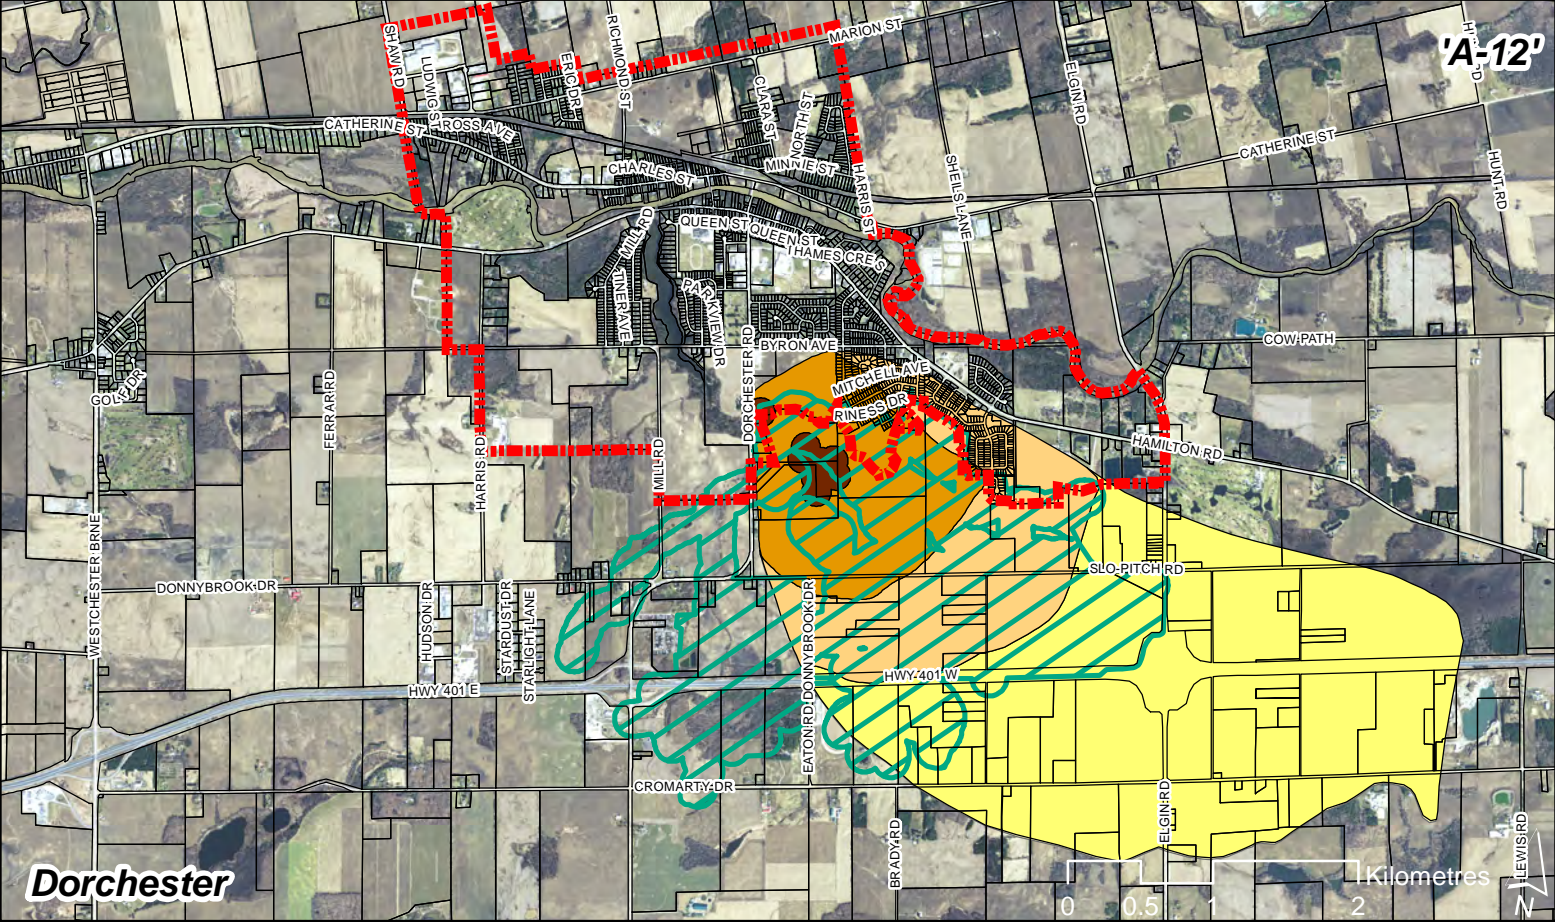 'A-12'
MARION ST
SHAW RD
LUDWIG ST
ERIC DR
RICHMOND ST
CLARA ST
NORTH ST
ELGIN RD
CATHERINE ST
ROSS AVE
CATHERINE ST
CHARLES ST
MINNIE ST
HARRIS ST
SHEILS LANE
HUNT RD
MILL RD
QUEEN ST
QUEEN ST
THAMES CRES
TINER AVE
PARKVIEW DR
DORCHESTER RD
BYRON AVE
COW PATH
GOLF DR
FERRAR RD
MITCHELL AVE
RINESS DR
HARRIS RD
MILL RD
HAMILTON RD
WESTCHESTER BRNE
DONNYBROOK DR
SLO-PITCH RD
HUDSON DR
STARDUST DR
STARLIGHT LANE
EATON RD
DONNYBROOK DR
HWY 401 E
HWY 401 W
CROMARTY DR
ELGIN RD
BRADY RD
LEWIS RD
Dorchester
Kilometres
0 0.5 1 2
N